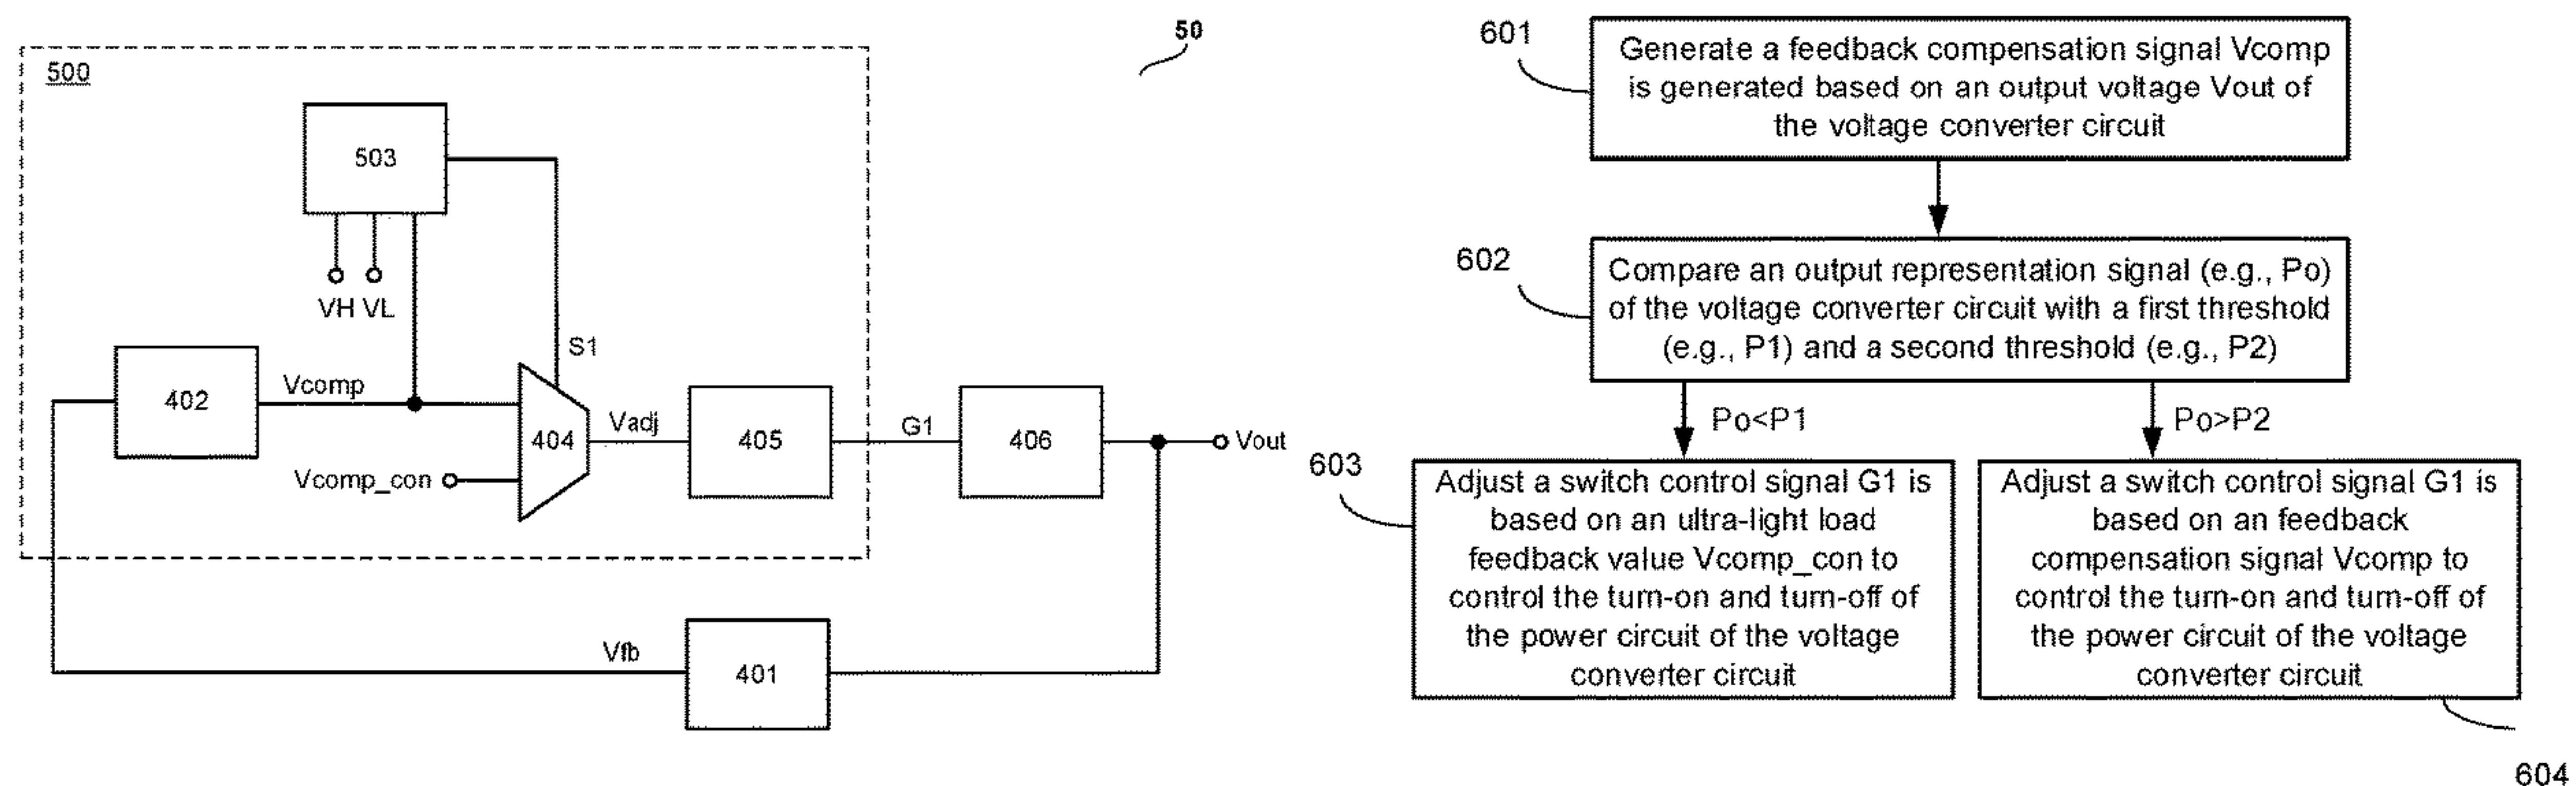 50
500
503
VH VL
S1
402
Vcomp
404
Vadj
405
G1
406
Vout
Vcomp_con
Vfb
401
601
Generate a feedback compensation signal Vcomp
is generated based on an output voltage Vout of
the voltage converter circuit
602
Compare an output representation signal (e.g., Po)
of the voltage converter circuit with a first threshold
(e.g., P1) and a second threshold (e.g., P2)
Po<P1
Po>P2
603
Adjust a switch control signal G1 is
based on an ultra-light load
feedback value Vcomp_con to
control the turn-on and turn-off of
the power circuit of the voltage
converter circuit
Adjust a switch control signal G1 is
based on an feedback
compensation signal Vcomp to
control the turn-on and turn-off of
the power circuit of the voltage
converter circuit
604